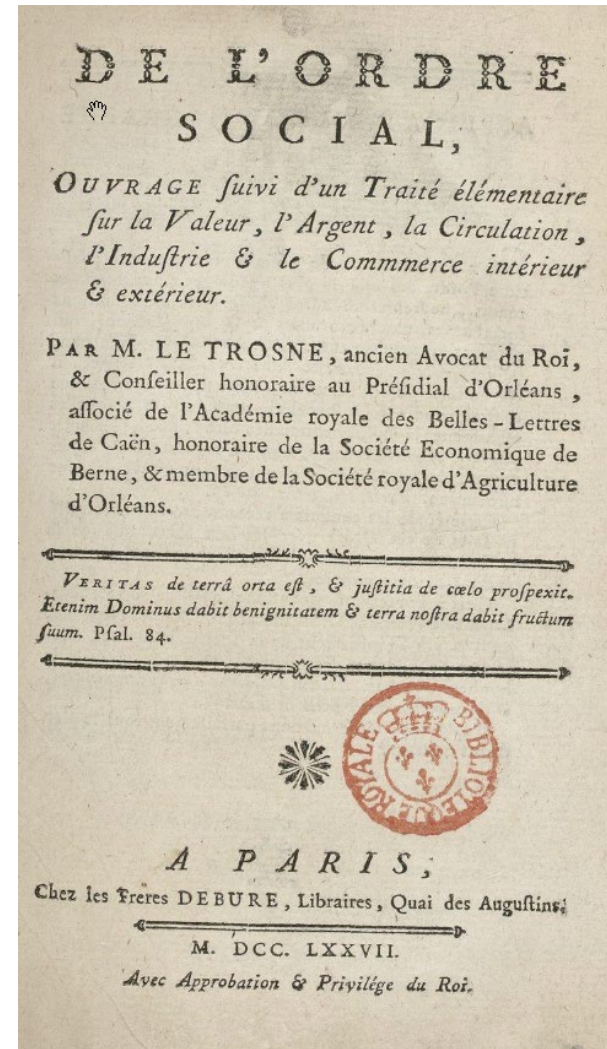 DE L'ORDRE
SOCIAL,
OUVRAGE ſuivi d'un Traité élémentaire
ſur la Valeur, l'Argent, la Circulation,
l'Induſtrie & le Commmerce intérieur
& extérieur.
PAR M. LE TROSNE, ancien Avocat du Roi,
& Conſeiller honoraire au Préſidial d'Orléans,
aſſocié de l'Académie royale des Belles-Lettres
de Caën, honoraire de la Société Economique de
Berne, & membre de la Société royale d'Agriculture
d'Orléans.
VERITAS de terrâ orta eſt, & juſtitia de cœlo proſpexit.
Etenim Dominus dabit benignitatem & terra noſtra dabit fructum
ſuum. Pſal. 84.
BIBLIOTEQUE ROYALE
A PARIS,
Chez les Freres DEBURE, Libraires, Quai des Auguſtins;
M. DCC. LXXVII.
Avec Approbation & Privilége du Roi.